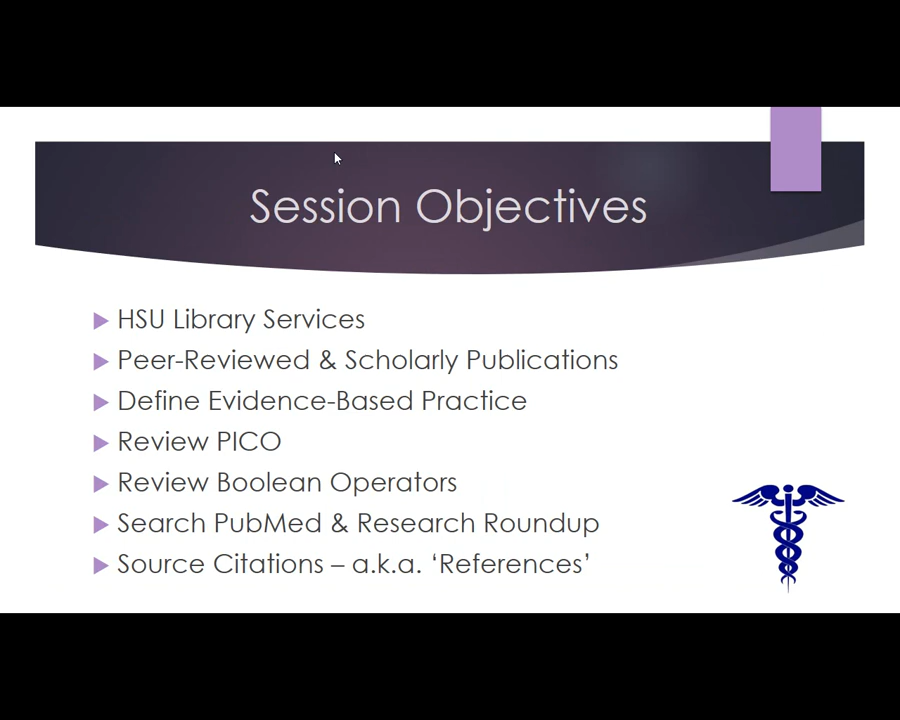 Session Objectives
HSU Library Services
Peer-Reviewed & Scholarly Publications
Define Evidence-Based Practice
Review PICO
Review Boolean Operators
Search PubMed & Research Roundup
Source Citations – a.k.a. ‘References’